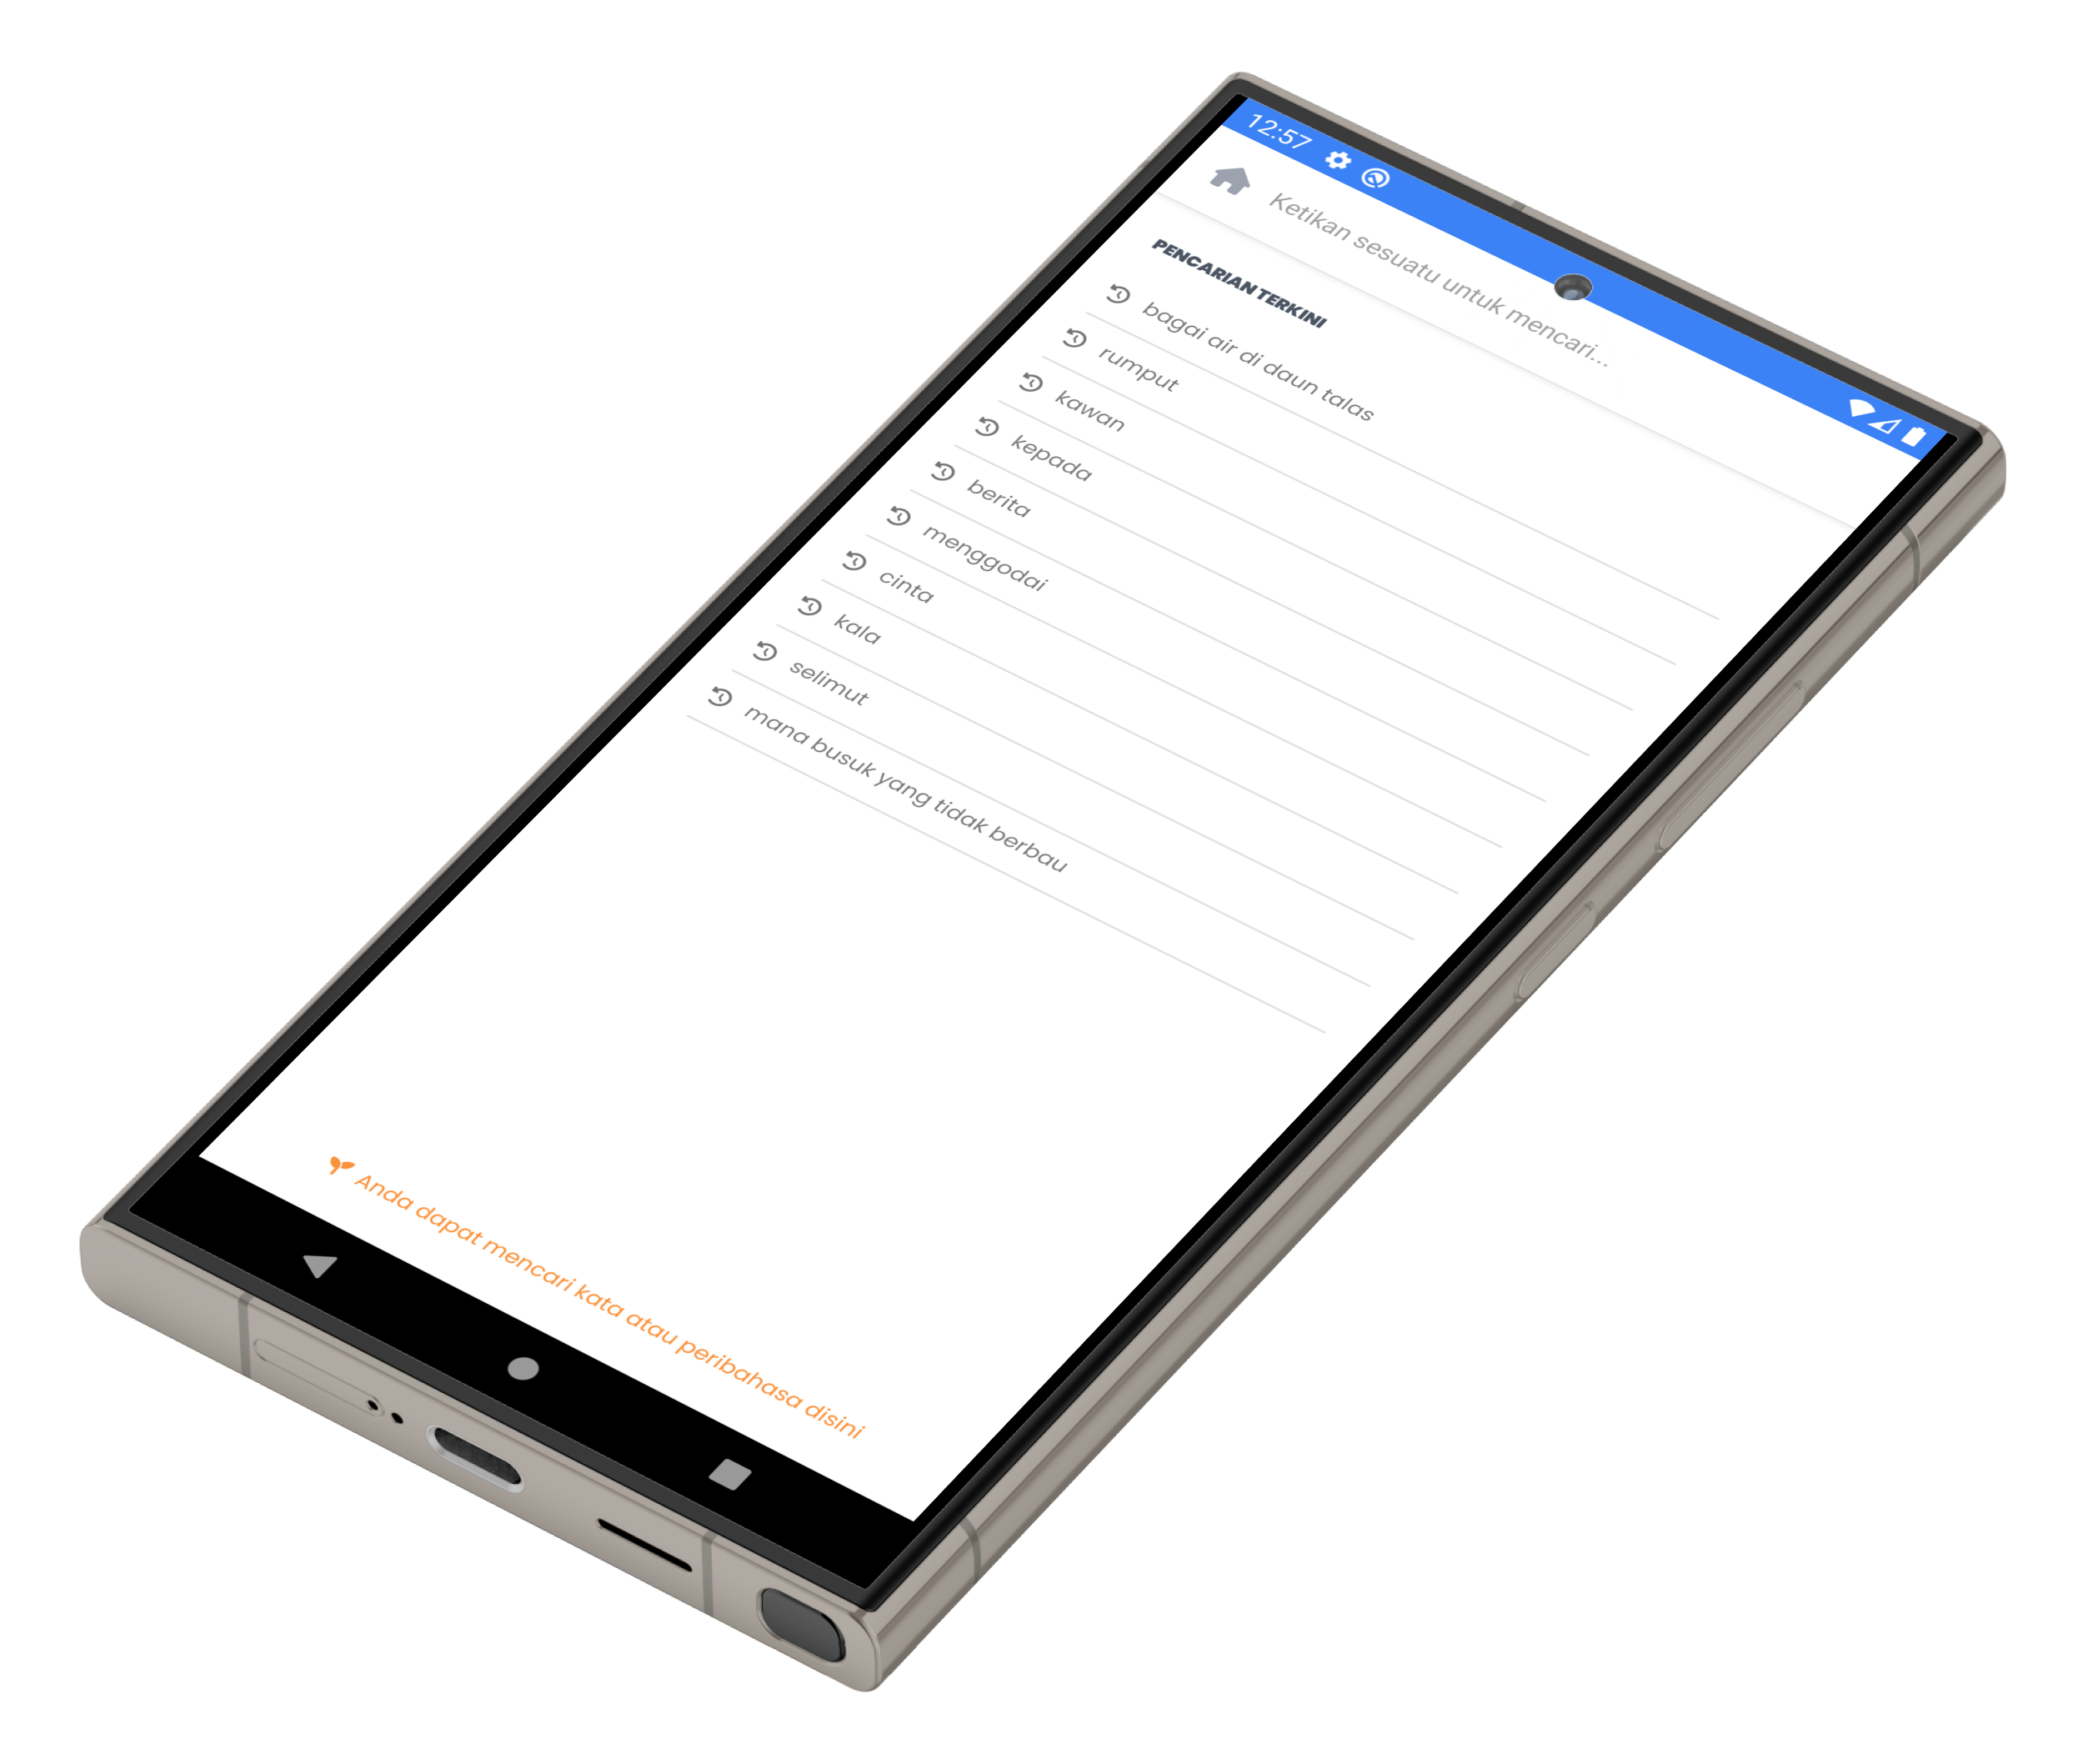 12:57
Ketikan sesuatu untuk mencari...
PENCARIAN TERKINI
bagai air di daun talas
rumput
kawan
kepada
berita
menggodai
cinta
kala
selimut
mana busuk yang tidak berbau
Anda dapat mencari kata atau peribahasa disini